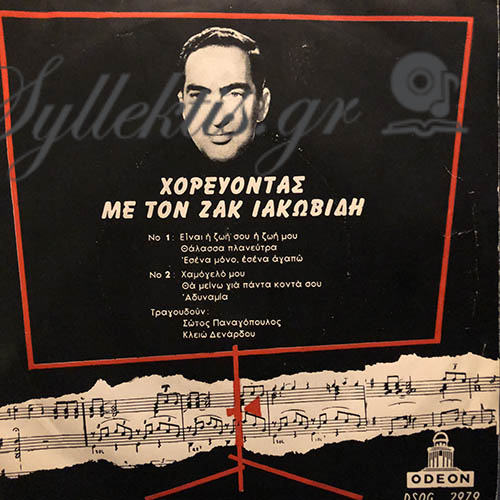 Syllektis.gr
ΧΟΡΕΥΟΝΤΑΣ
ΜΕ ΤΟΝ ΖΑΚ ΙΑΚΩΒΙΔΗ
Νο 1: Εἶναι ἡ ζωή σου ἡ ζωή μου
Θάλασσα πλανεύτρα
Ἐσένα μόνο, ἐσένα ἀγαπῶ
Νο 2: Χαμόγελό μου
Θὰ μείνω γιὰ πάντα κοντά σου
Ἀδυναμία
Τραγουδοῦν:
Σῶτος Παναγόπουλος
Κλειώ Δενάρδου
ODEON
DSOG 2979